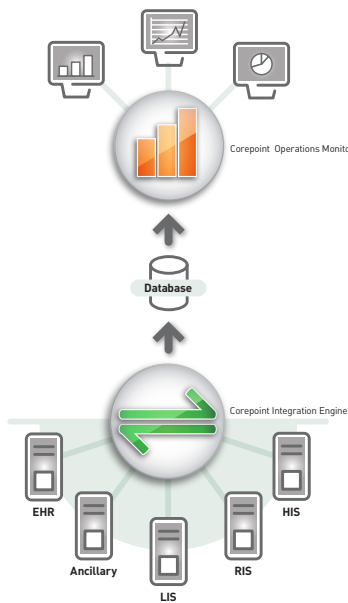 Corepoint Operations Monito
Database
Corepoint Integration Engine
EHR
HIS
Ancillary
RIS
LIS